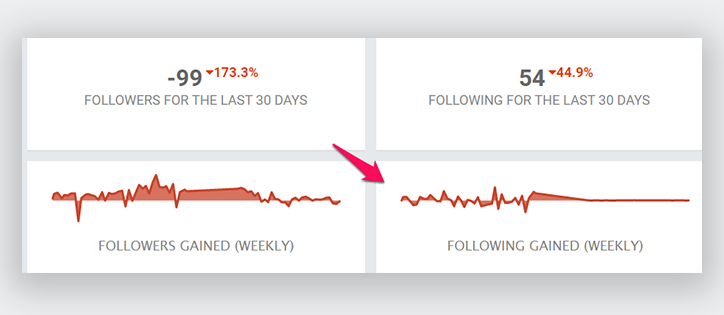 -99 173.3%
FOLLOWERS FOR THE LAST 30 DAYS
54 44.9%
FOLLOWING FOR THE LAST 30 DAYS
FOLLOWERS GAINED (WEEKLY)
FOLLOWING GAINED (WEEKLY)